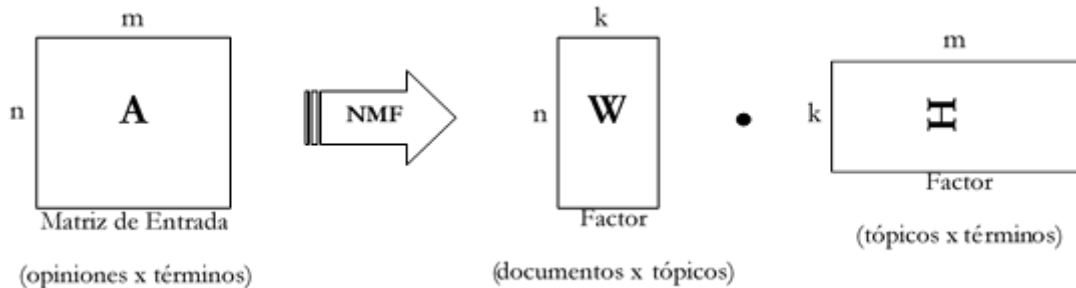 m
n
A
Matriz de Entrada
(opiniones x términos)
NMF
k
n
W
Factor
(documentos x tópicos)
m
k
H
Factor
(tópicos x términos)